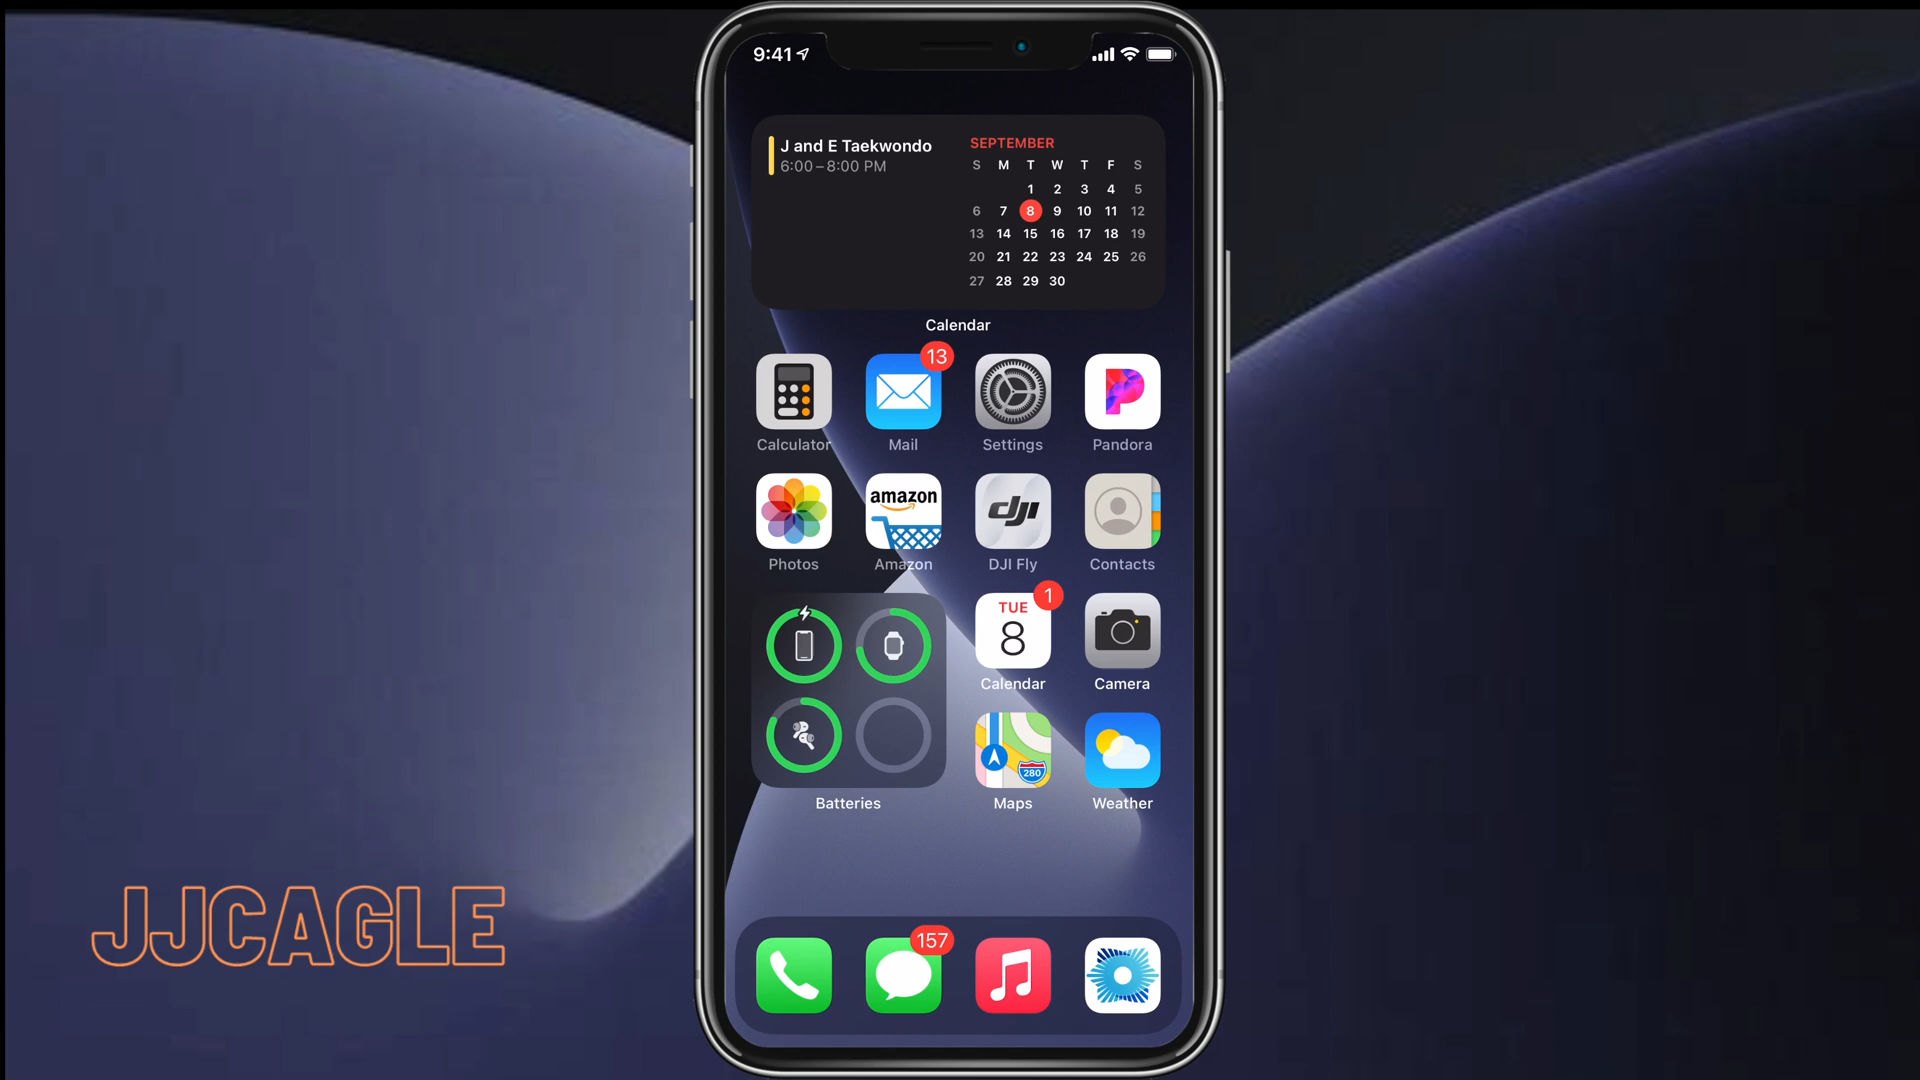 9:41
J and E Taekwondo
6:00–8:00 PM
SEPTEMBER
S M T W T F S
1 2 3 4 5
6 7 8 9 10 11 12
13 14 15 16 17 18 19
20 21 22 23 24 25 26
27 28 29 30
Calendar
13
Calculator Mail Settings Pandora
amazon dji
Photos Amazon DJI Fly Contacts
1
TUE
8
Calendar Camera
280
Batteries Maps Weather
157
JJCAGLE